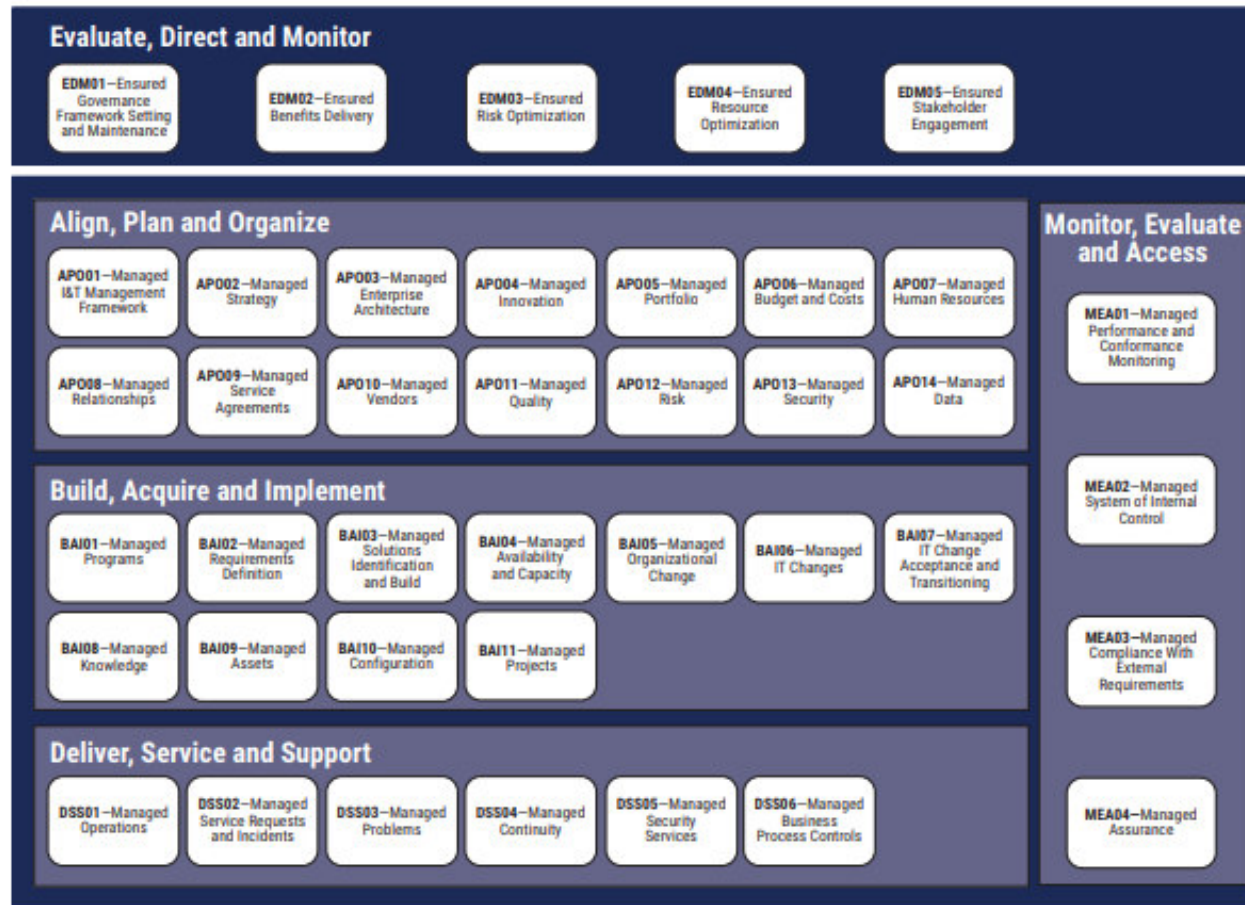 Evaluate, Direct and Monitor
EDM01—Ensured
Governance
Framework Setting
and Maintenance
EDM02—Ensured
Benefits Delivery
EDM03—Ensured
Risk Optimization
EDM04—Ensured
Resource
Optimization
EDM05—Ensured
Stakeholder
Engagement
Align, Plan and Organize
APO01—Managed
I&T Management
Framework
APO02—Managed
Strategy
APO03—Managed
Enterprise
Architecture
APO04—Managed
Innovation
APO05—Managed
Portfolio
APO06—Managed
Budget and Costs
APO07—Managed
Human Resources
APO08—Managed
Relationships
APO09—Managed
Service
Agreements
APO10—Managed
Vendors
APO11—Managed
Quality
APO12—Managed
Risk
APO13—Managed
Security
APO14—Managed
Data
Build, Acquire and Implement
BAI01—Managed
Programs
BAI02—Managed
Requirements
Definition
BAI03—Managed
Solutions
Identification
and Build
BAI04—Managed
Availability
and Capacity
BAI05—Managed
Organizational
Change
BAI06—Managed
IT Changes
BAI07—Managed
IT Change
Acceptance and
Transitioning
BAI08—Managed
Knowledge
BAI09—Managed
Assets
BAI10—Managed
Configuration
BAI11—Managed
Projects
Deliver, Service and Support
DSS01—Managed
Operations
DSS02—Managed
Service Requests
and Incidents
DSS03—Managed
Problems
DSS04—Managed
Continuity
DSS05—Managed
Security
Services
DSS06—Managed
Business
Process Controls
Monitor, Evaluate
and Access
MEA01—Managed
Performance and
Conformance
Monitoring
MEA02—Managed
System of Internal
Control
MEA03—Managed
Compliance With
External
Requirements
MEA04—Managed
Assurance